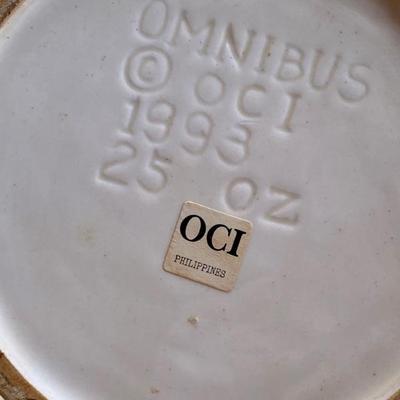 OMNIBUS
© OCI
1993
25 OZ
OCI
PHILIPPINES